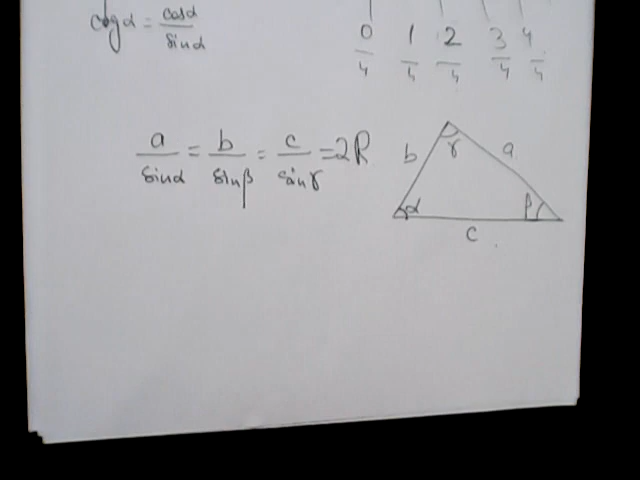 ctgα = cosα/sinα
0/4 1/4 2/4 3/4 4/4
a/sinα = b/sinβ = c/sinγ = 2R
b γ a
α β
c